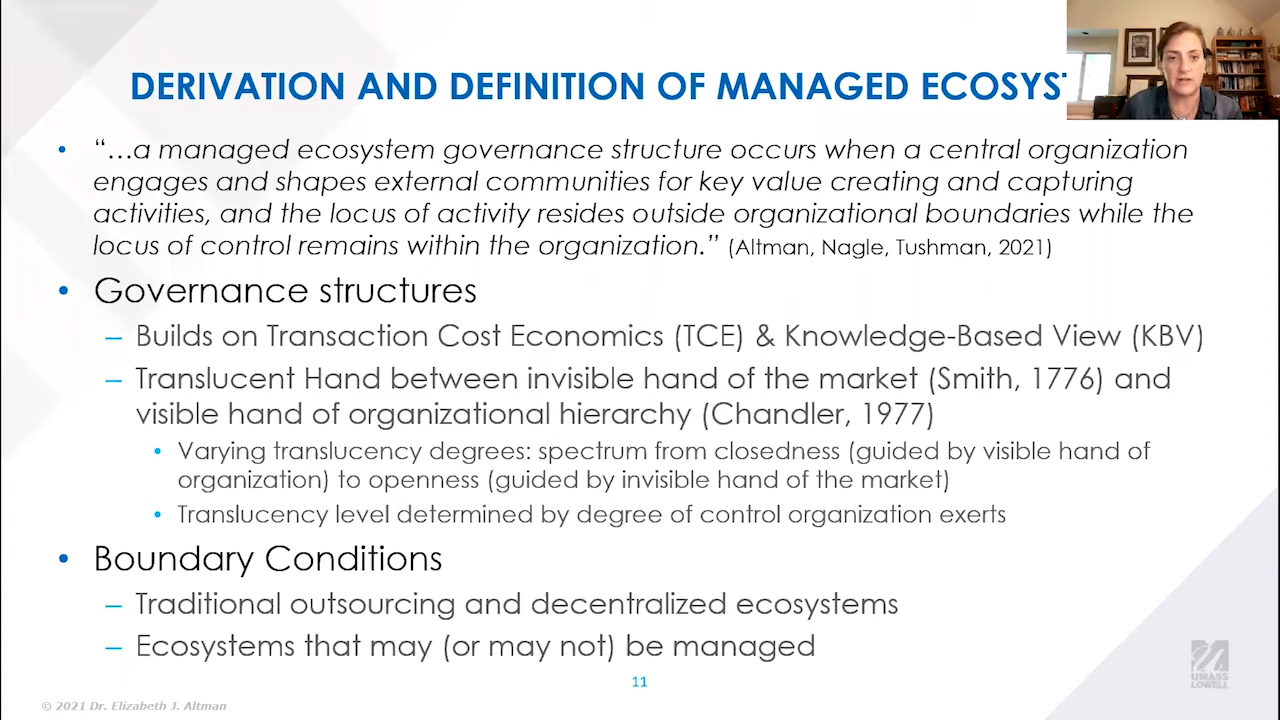 DERIVATION AND DEFINITION OF MANAGED ECOSYST
• “…a managed ecosystem governance structure occurs when a central organization
engages and shapes external communities for key value creating and capturing
activities, and the locus of activity resides outside organizational boundaries while the
locus of control remains within the organization.” (Altman, Nagle, Tushman, 2021)
• Governance structures
– Builds on Transaction Cost Economics (TCE) & Knowledge-Based View (KBV)
– Translucent Hand between invisible hand of the market (Smith, 1776) and
visible hand of organizational hierarchy (Chandler, 1977)
• Varying translucency degrees: spectrum from closedness (guided by visible hand of
organization) to openness (guided by invisible hand of the market)
• Translucency level determined by degree of control organization exerts
• Boundary Conditions
– Traditional outsourcing and decentralized ecosystems
– Ecosystems that may (or may not) be managed
UMASS
LOWELL
11
© 2021 Dr. Elizabeth J. Altman